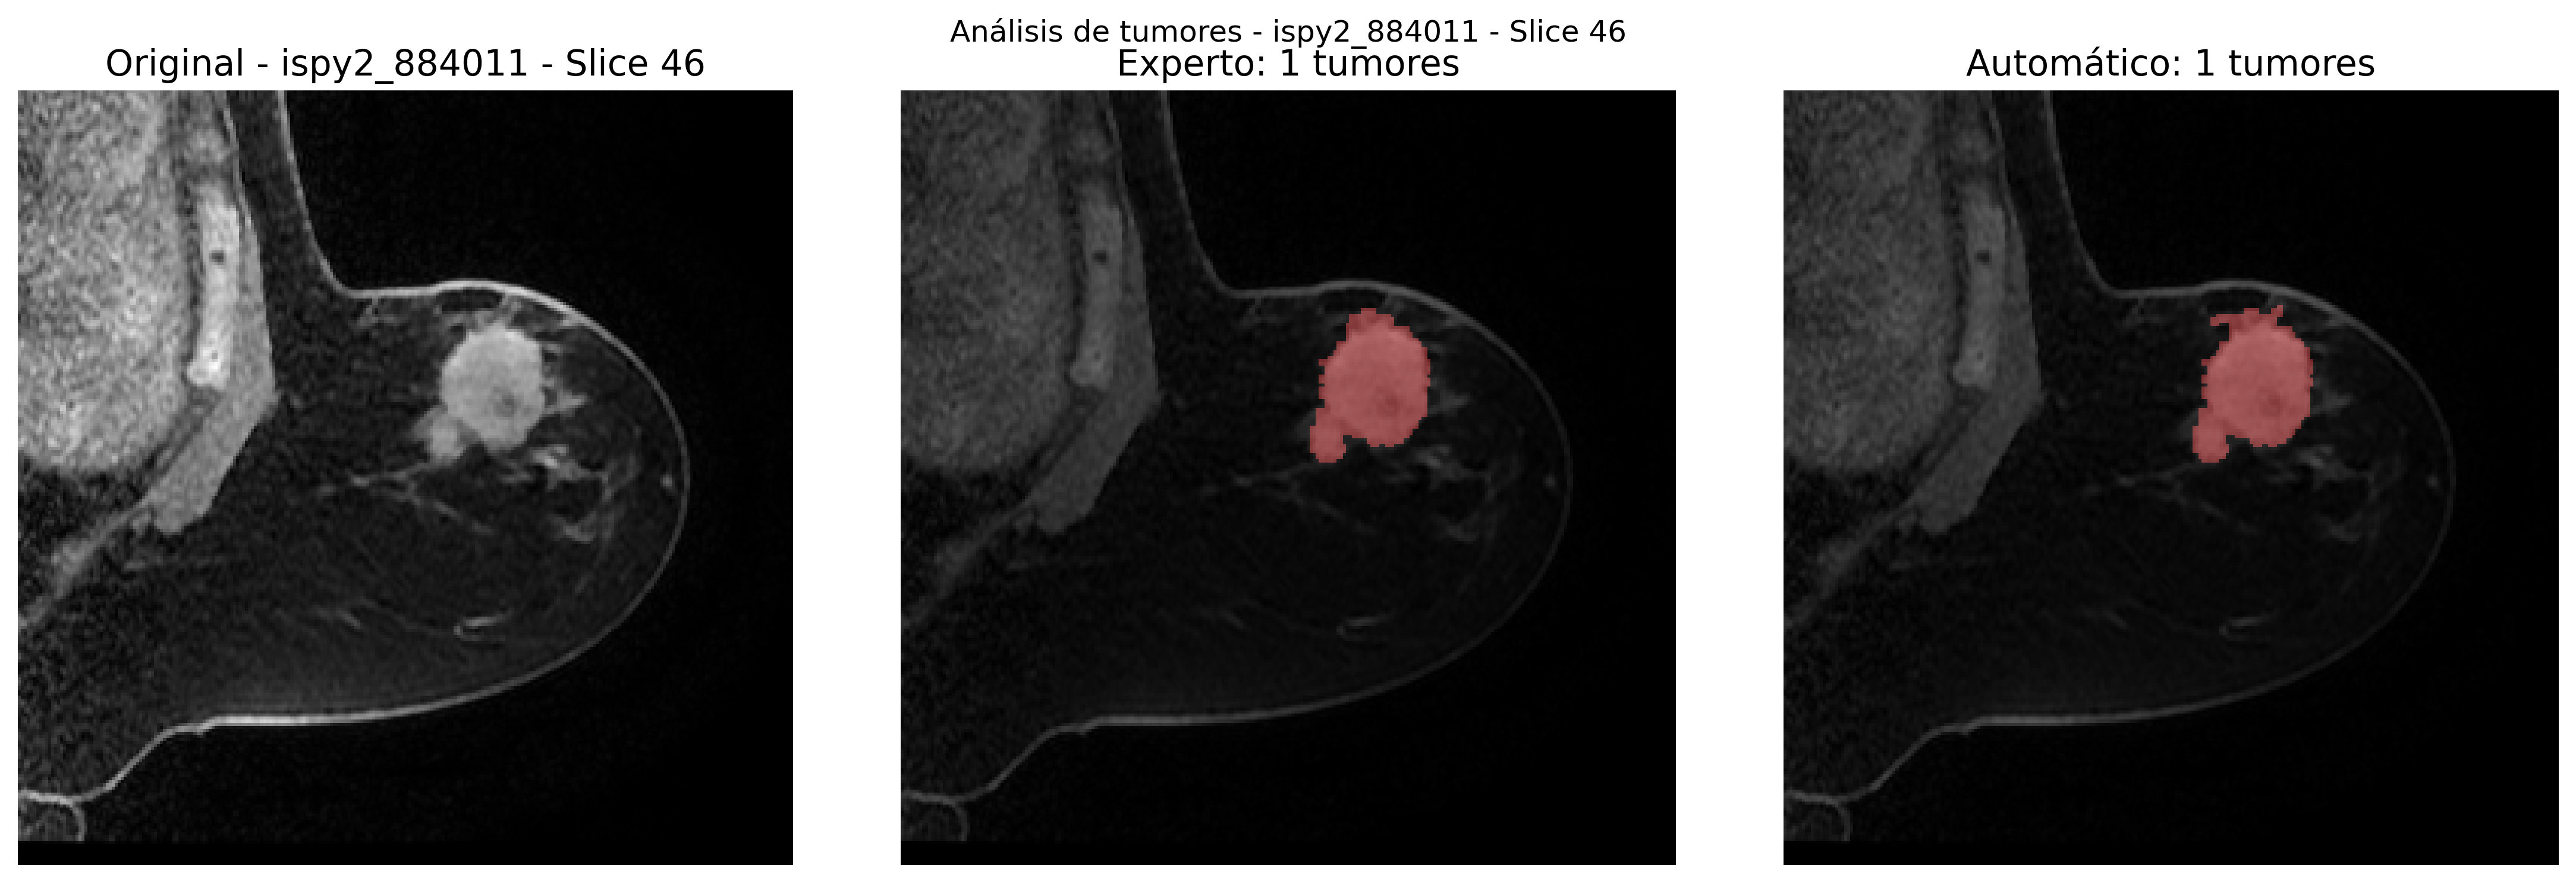 Análisis de tumores - ispy2_884011 - Slice 46
Original - ispy2_884011 - Slice 46
Experto: 1 tumores
Automático: 1 tumores